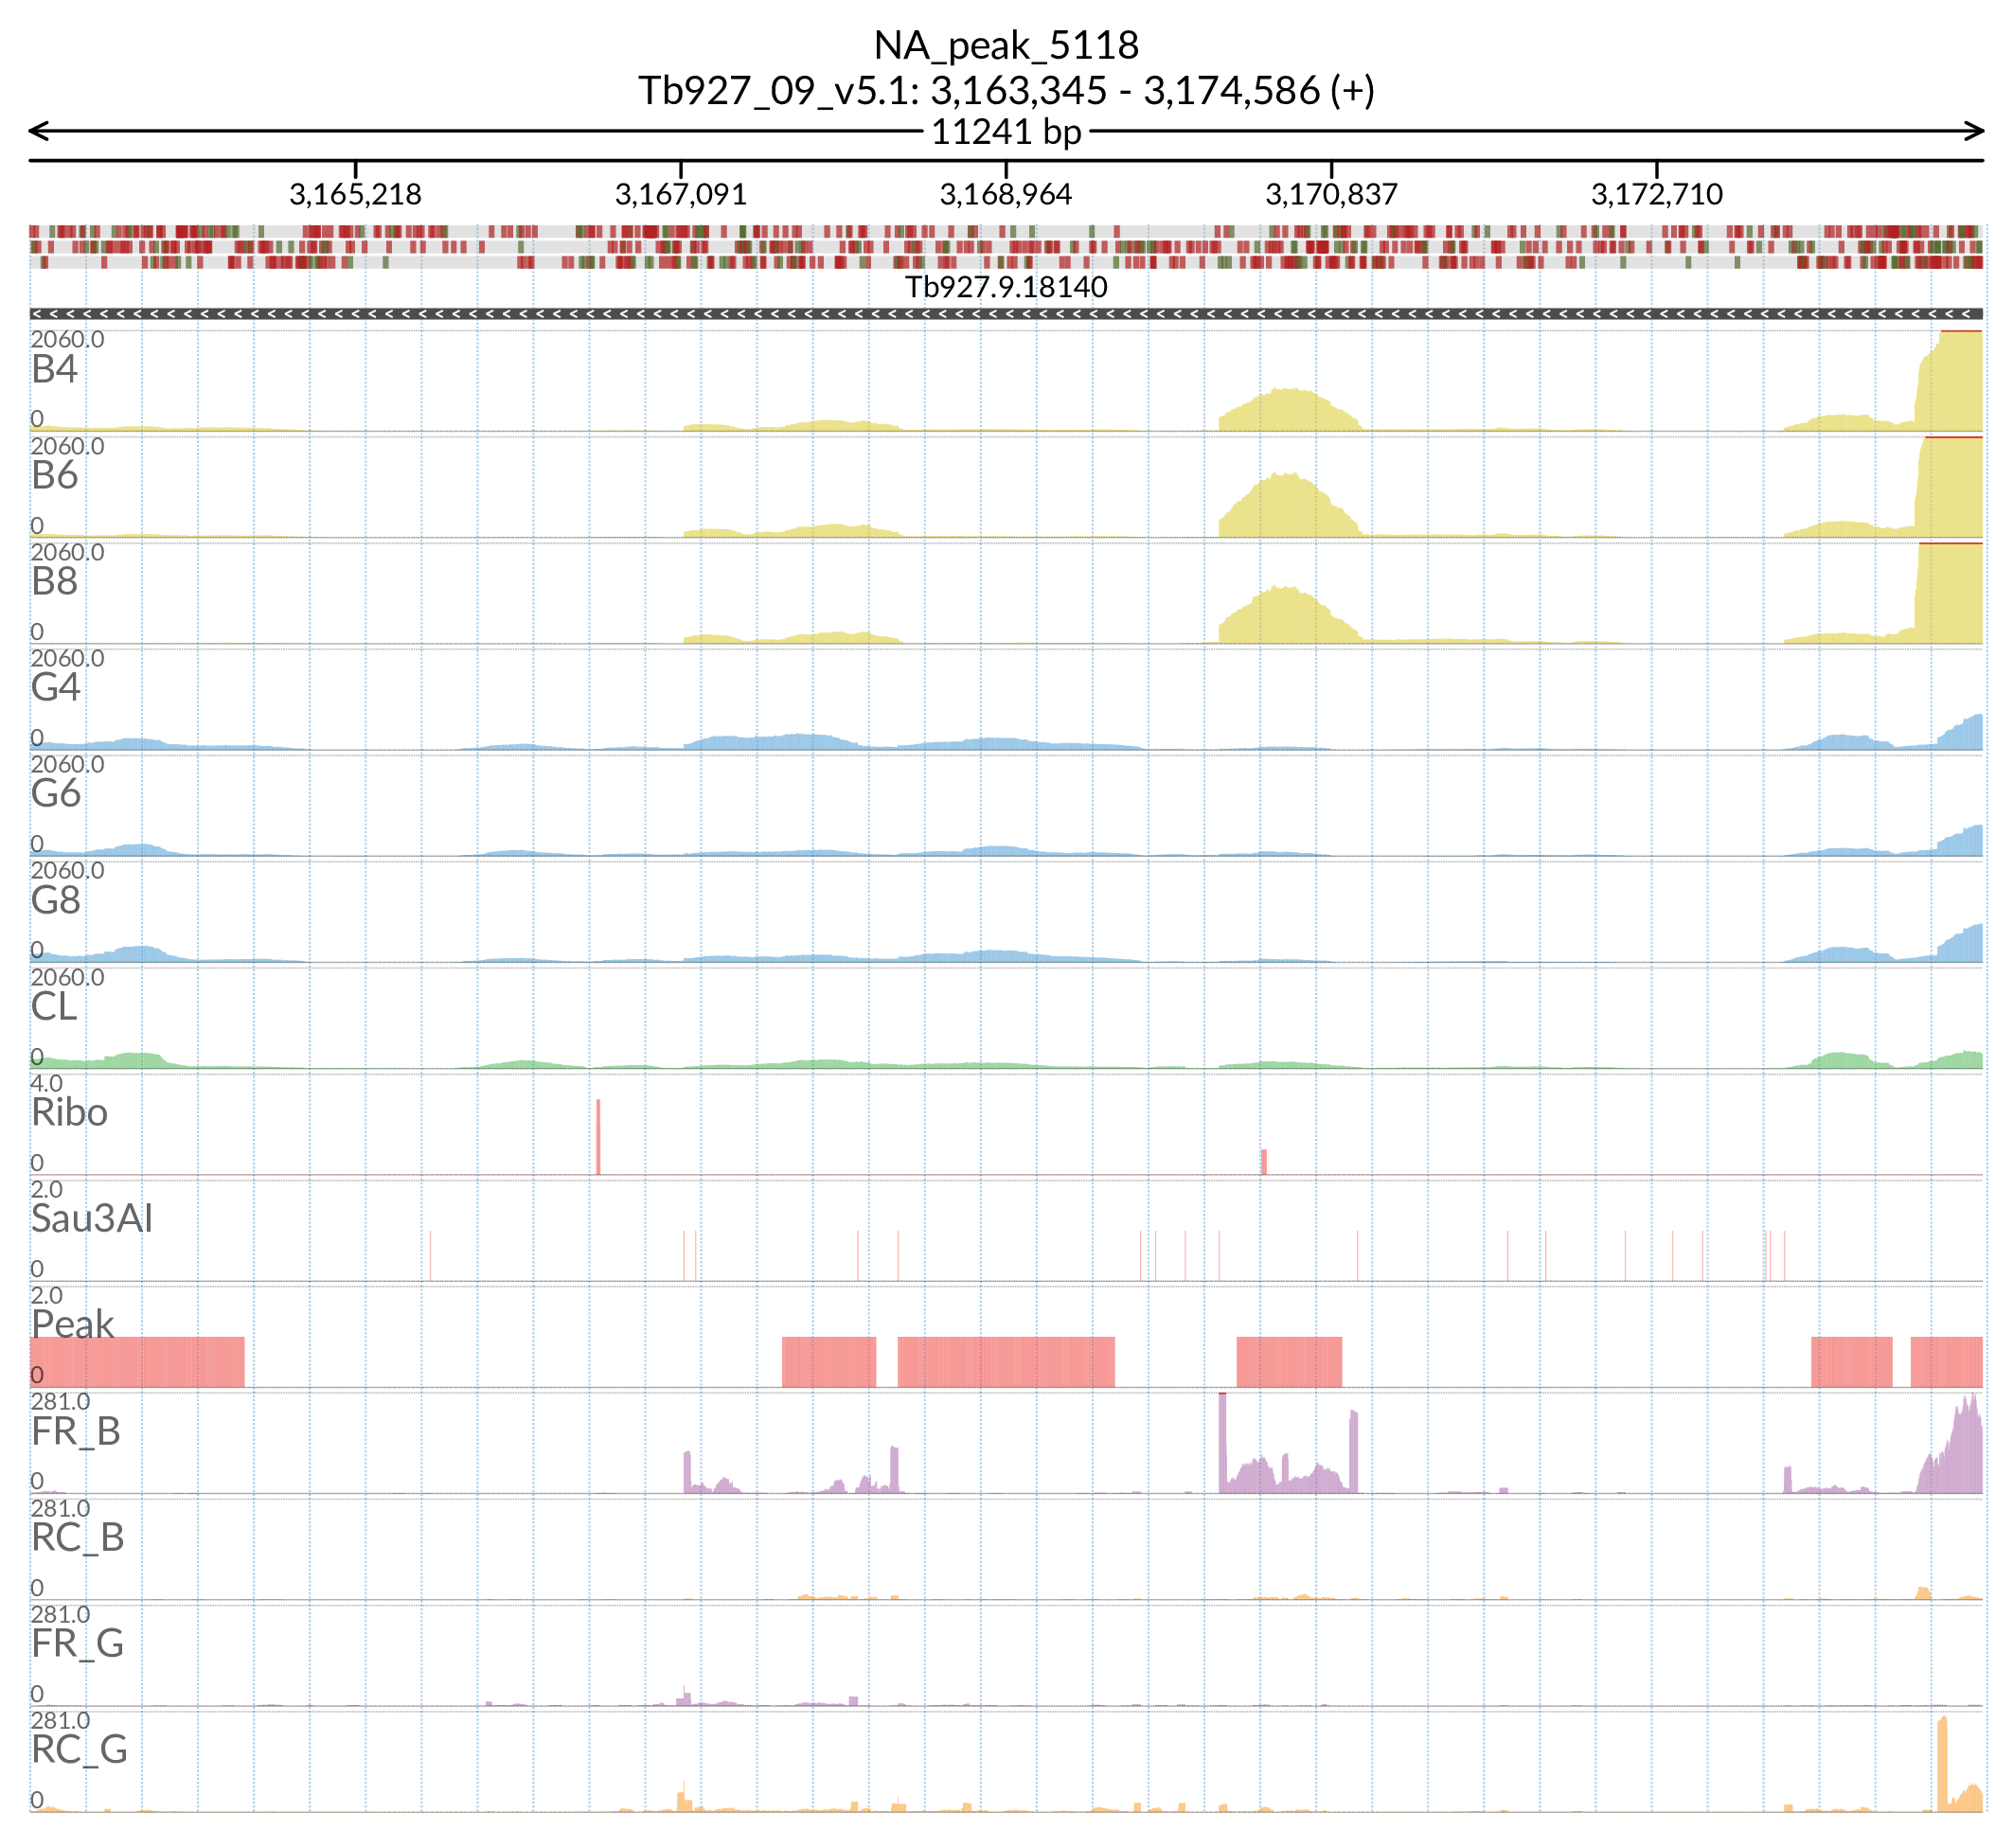 NA_peak_5118
Tb927_09_v5.1: 3,163,345 - 3,174,586 (+)
11241 bp
3,165,218 3,167,091 3,168,964 3,170,837 3,172,710
Tb927.9.18140
2060.0
B4
0
2060.0
B6
0
2060.0
B8
0
2060.0
G4
0
2060.0
G6
0
2060.0
G8
0
2060.0
CL
0
4.0
Ribo
0
2.0
Sau3AI
0
2.0
Peak
0
281.0
FR_B
0
281.0
RC_B
0
281.0
FR_G
0
281.0
RC_G
0